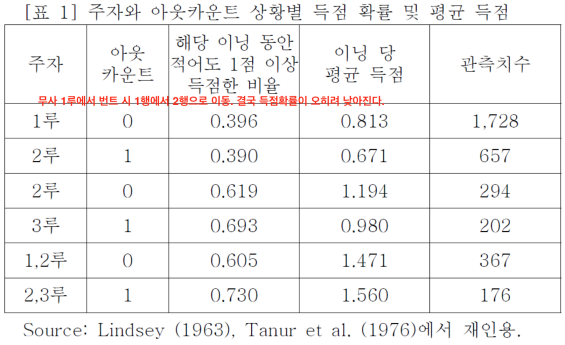 [표 1] 주자와 아웃카운트 상황별 득점 확률 및 평균 득점
주자 아웃 카운트 해당 이닝 동안 적어도 1점 이상 득점한 비율 이닝 당 평균 득점 관측치수
무사 1루에서 번트 시 1행에서 2행으로 이동. 결국 득점확률이 오히려 낮아진다.
1루 0 0.396 0.813 1,728
2루 1 0.390 0.671 657
2루 0 0.619 1.194 294
3루 1 0.693 0.980 202
1,2루 0 0.605 1.471 367
2,3루 1 0.730 1.560 176
Source: Lindsey (1963), Tanur et al. (1976)에서 재인용.